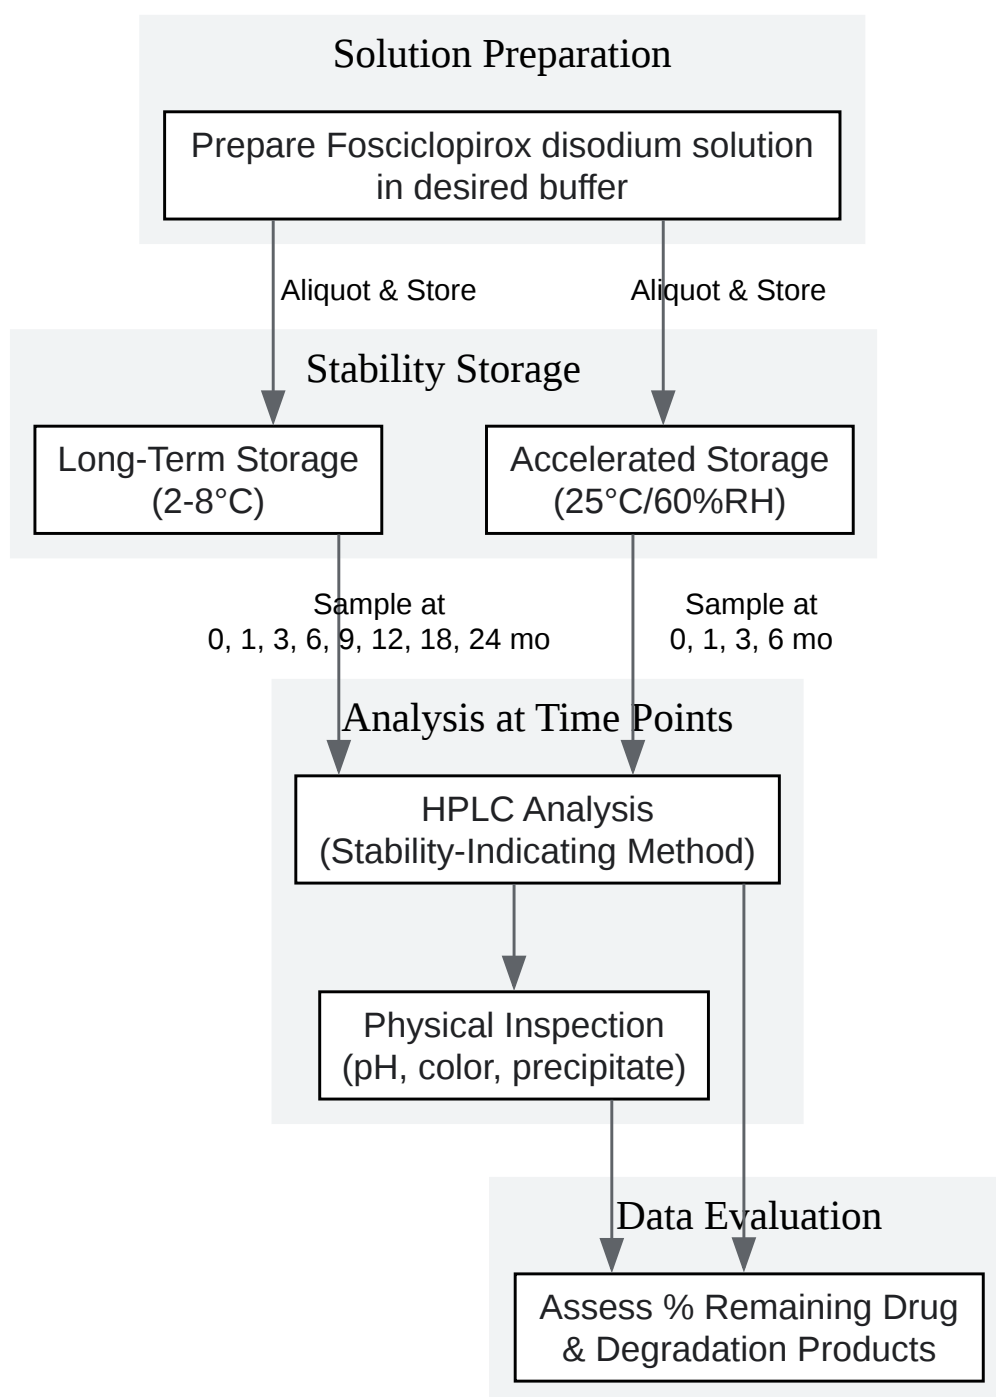 Solution Preparation
Prepare Fosciclopirox disodium solution
in desired buffer
Aliquot & Store
Aliquot & Store
Stability Storage
Long-Term Storage
(2-8°C)
Accelerated Storage
(25°C/60%RH)
Sample at
0, 1, 3, 6, 9, 12, 18, 24 mo
Sample at
0, 1, 3, 6 mo
Analysis at Time Points
HPLC Analysis
(Stability-Indicating Method)
Physical Inspection
(pH, color, precipitate)
Data Evaluation
Assess % Remaining Drug
& Degradation Products